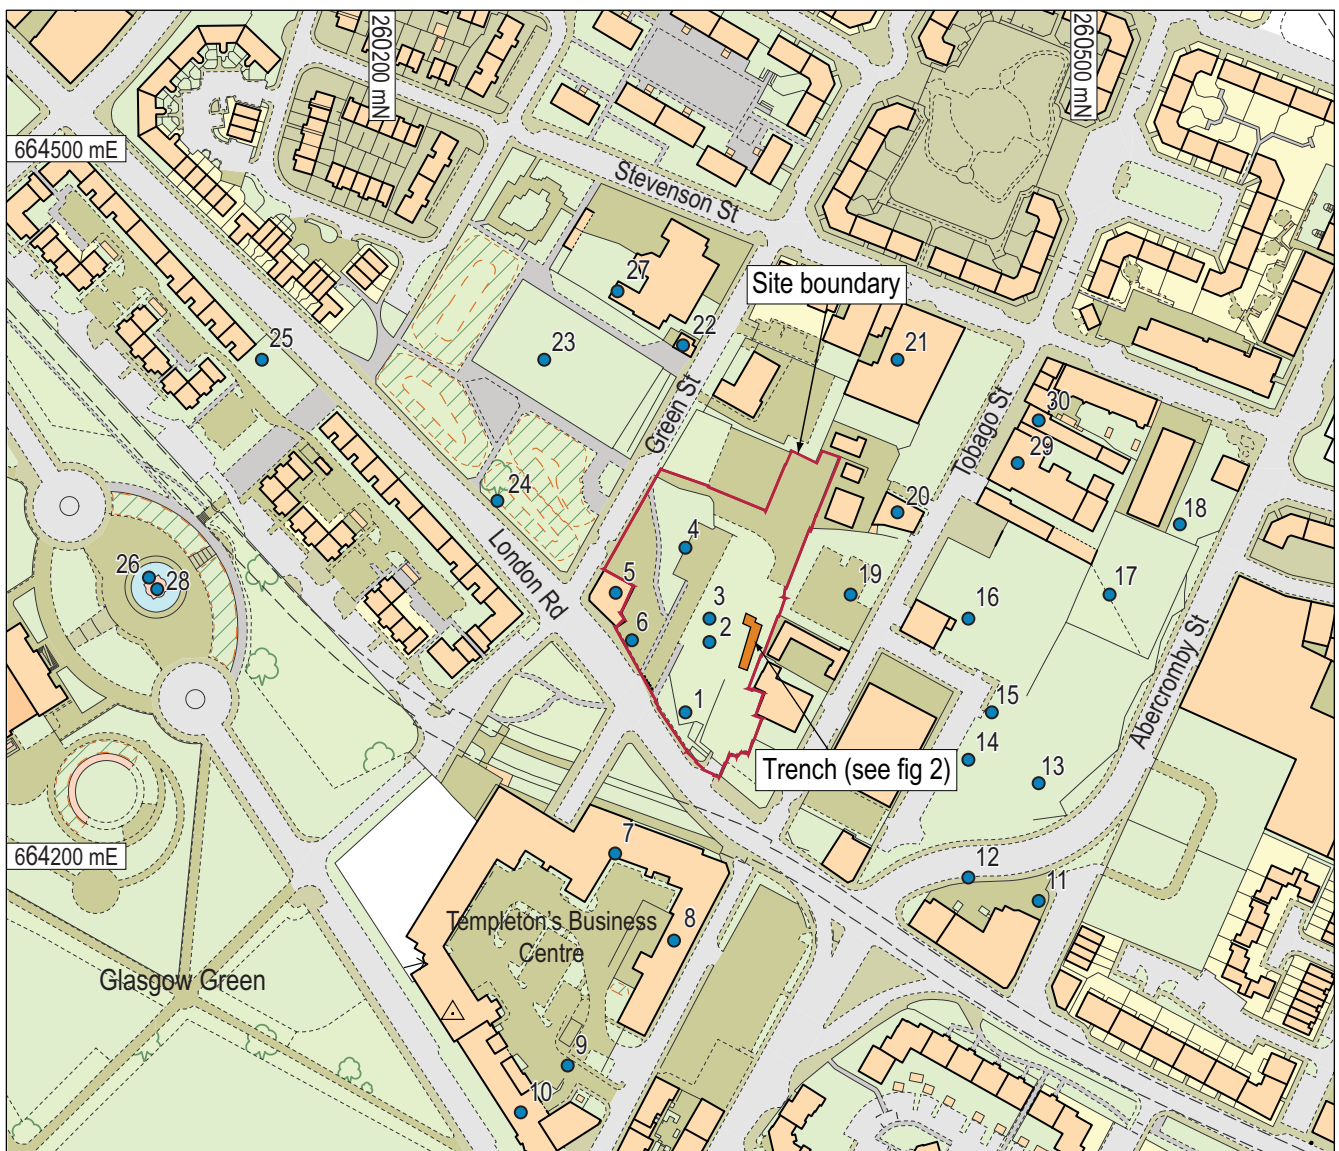 260200 mN
260500 mN
664500 mE
Stevenson St
27
Site boundary
22
25
23
21
Green St
Tobago St
30
29
24
20
18
London Rd
4
26
28
5
19
17
3
16
6
2
Abercromby St
1
15
14
Trench (see fig 2)
13
664200 mE
7
12
11
Templeton's Business
Centre
8
Glasgow Green
9
10